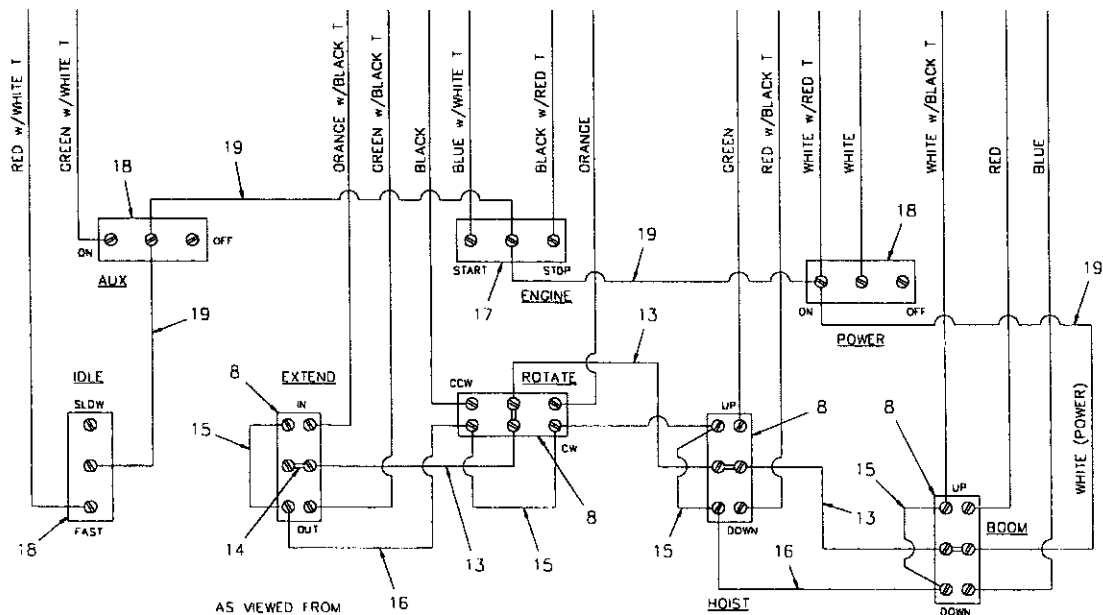 RED w/WHITE T
GREEN w/WHITE T
ORANGE w/BLACK T
GREEN w/BLACK T
BLACK
BLUE w/WHITE T
BLACK w/RED T
ORANGE
GREEN
RED w/BLACK T
WHITE w/RED T
WHITE
WHITE w/BLACK T
RED
BLUE
18
19
ON
OFF
AUX
START
STOP
17
ENGINE
19
18
ON
OFF
POWER
19
19
13
IDLE
SLOW
FAST
18
8
EXTEND
IN
OUT
15
14
13
16
CCW
ROTATE
CW
8
15
UP
8
DOWN
15
HOIST
13
16
8
15
UP
BOOM
DOWN
WHITE (POWER)
AS VIEWED FROM